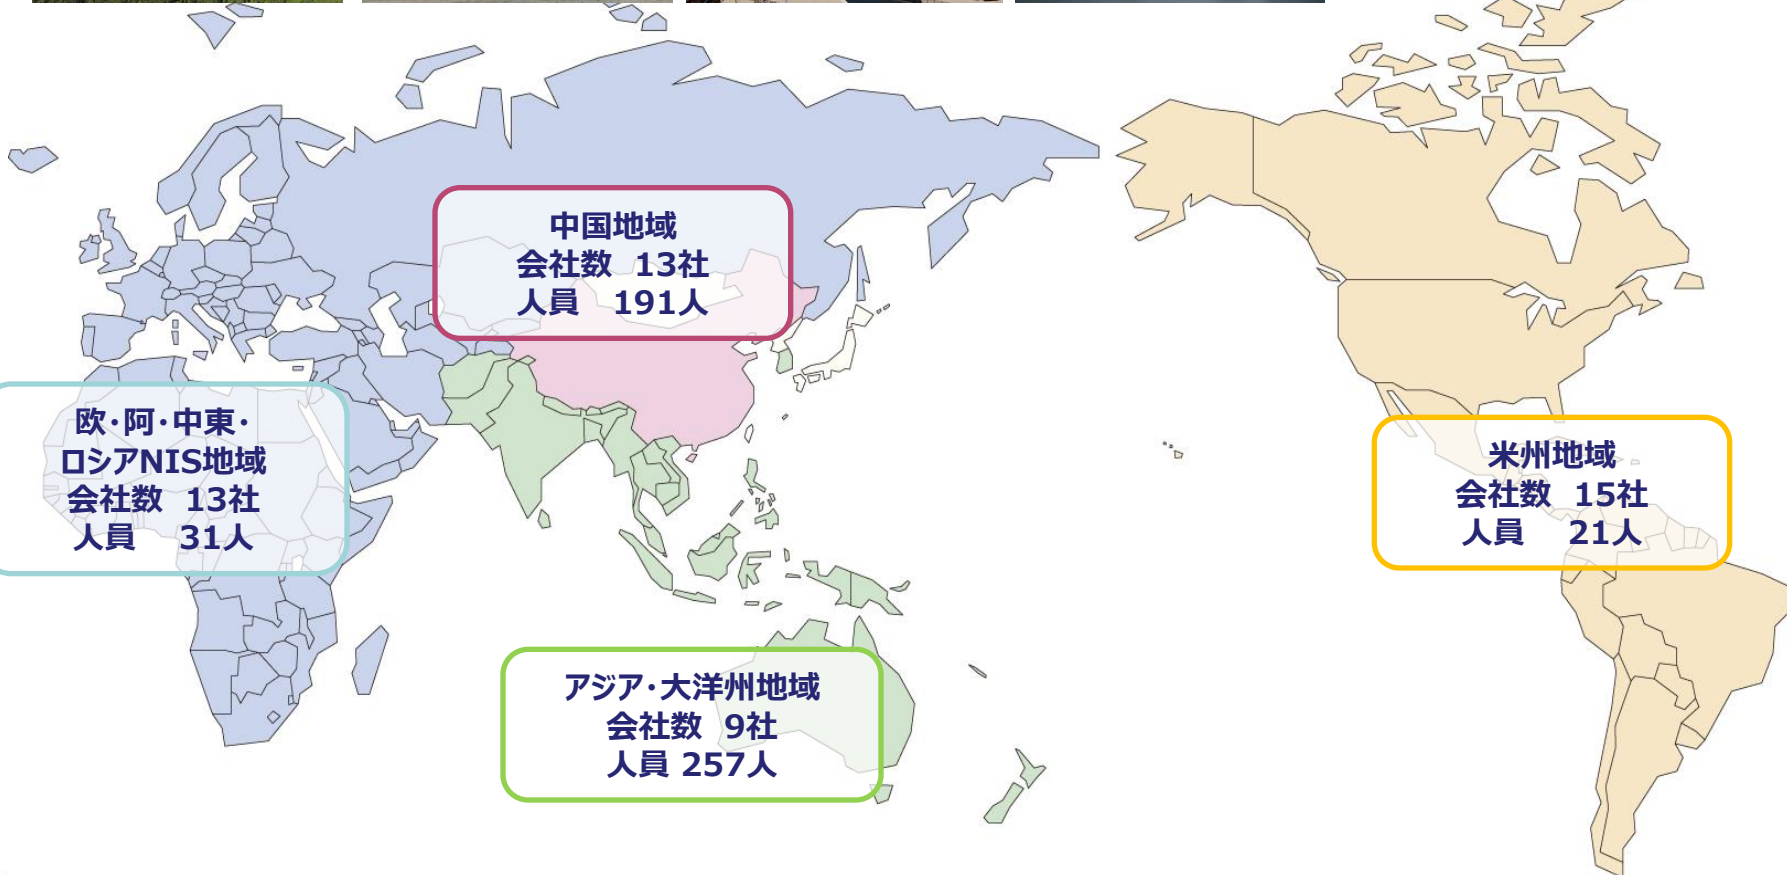 中国地域
会社数 13社
人員 191人
欧・阿・中東・
ロシアNIS地域
会社数 13社
人員 31人
米州地域
会社数 15社
人員 21人
アジア・大洋州地域
会社数 9社
人員 257人